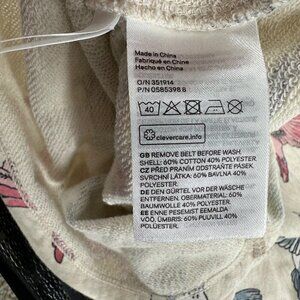 Made in China
Fabriqué en Chine
Hecho en China
O/N 351914
P/N 0585398 8
40
clevercare.info
GB REMOVE BELT BEFORE WASH.
SHELL: 60% COTTON 40% POLYESTER
CZ PŘED PRANÍM ODSTRAŇTE PÁSEK.
SVRCHNÍ LÁTKA: 60% BAVLNA 40%
POLYESTER
DE DEN GÜRTEL VOR DER WÄSCHE
ENTFERNEN. OBERMATERIAL: 60%
BAUMWOLLE 40% POLYESTER
EE ENNE PESEMIST EEMALDA
VÖÖ, ÜMBRIS: 60% PUUVILL 40%
POLÜESTER